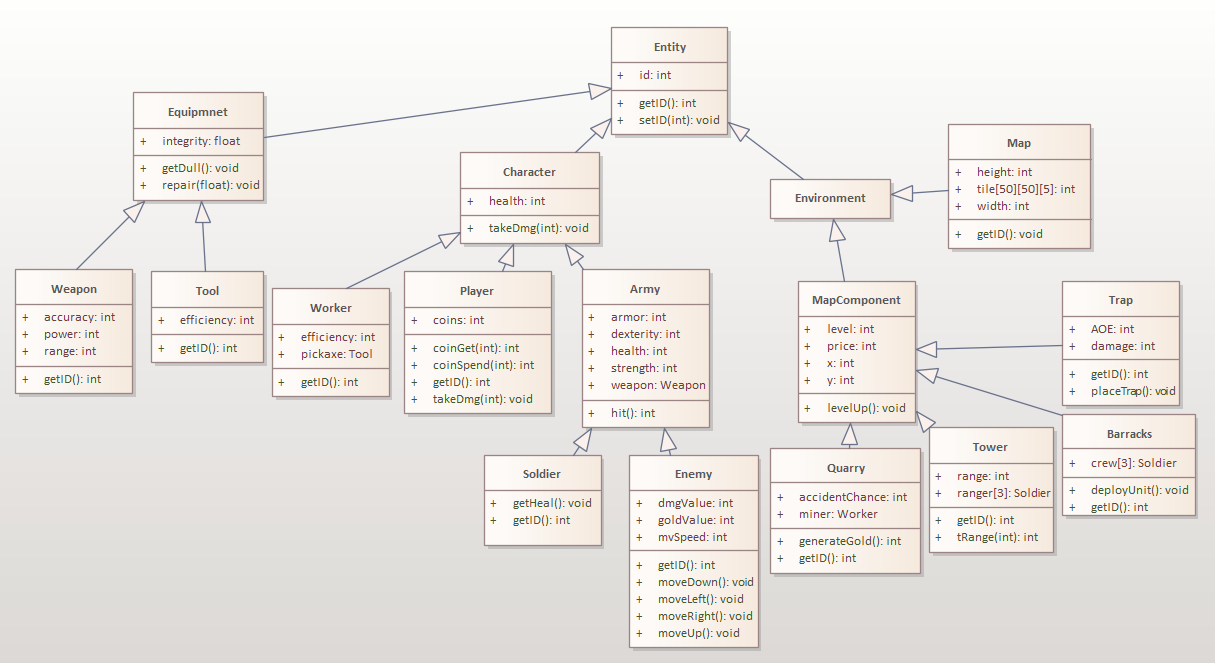 Entity
+ id: int
+ getID(): int
+ setID(int): void
Equipmnet
+ integrity: float
+ getDull(): void
+ repair(float): void
Character
+ health: int
+ takeDmg(int): void
Environment
Map
+ height: int
+ tile[50][50][5]: int
+ width: int
+ getID(): void
Weapon
+ accuracy: int
+ power: int
+ range: int
+ getID(): int
Tool
+ efficiency: int
+ getID(): int
Worker
+ efficiency: int
+ pickaxe: Tool
+ getID(): int
Player
+ coins: int
+ coinGet(int): int
+ coinSpend(int): int
+ getID(): int
+ takeDmg(int): void
Army
+ armor: int
+ dexterity: int
+ health: int
+ strength: int
+ weapon: Weapon
+ hit(): int
MapComponent
+ level: int
+ price: int
+ x: int
+ y: int
+ levelUp(): void
Trap
+ AOE: int
+ damage: int
+ getID(): int
+ placeTrap(): void
Soldier
+ getHeal(): void
+ getID(): int
Enemy
+ dmgValue: int
+ goldValue: int
+ mvSpeed: int
+ getID(): int
+ moveDown(): void
+ moveLeft(): void
+ moveRight(): void
+ moveUp(): void
Quarry
+ accidentChance: int
+ miner: Worker
+ generateGold(): int
+ getID(): int
Tower
+ range: int
+ ranger[3]: Soldier
+ getID(): int
+ tRange(int): int
Barracks
+ crew[3]: Soldier
+ deployUnit(): void
+ getID(): int